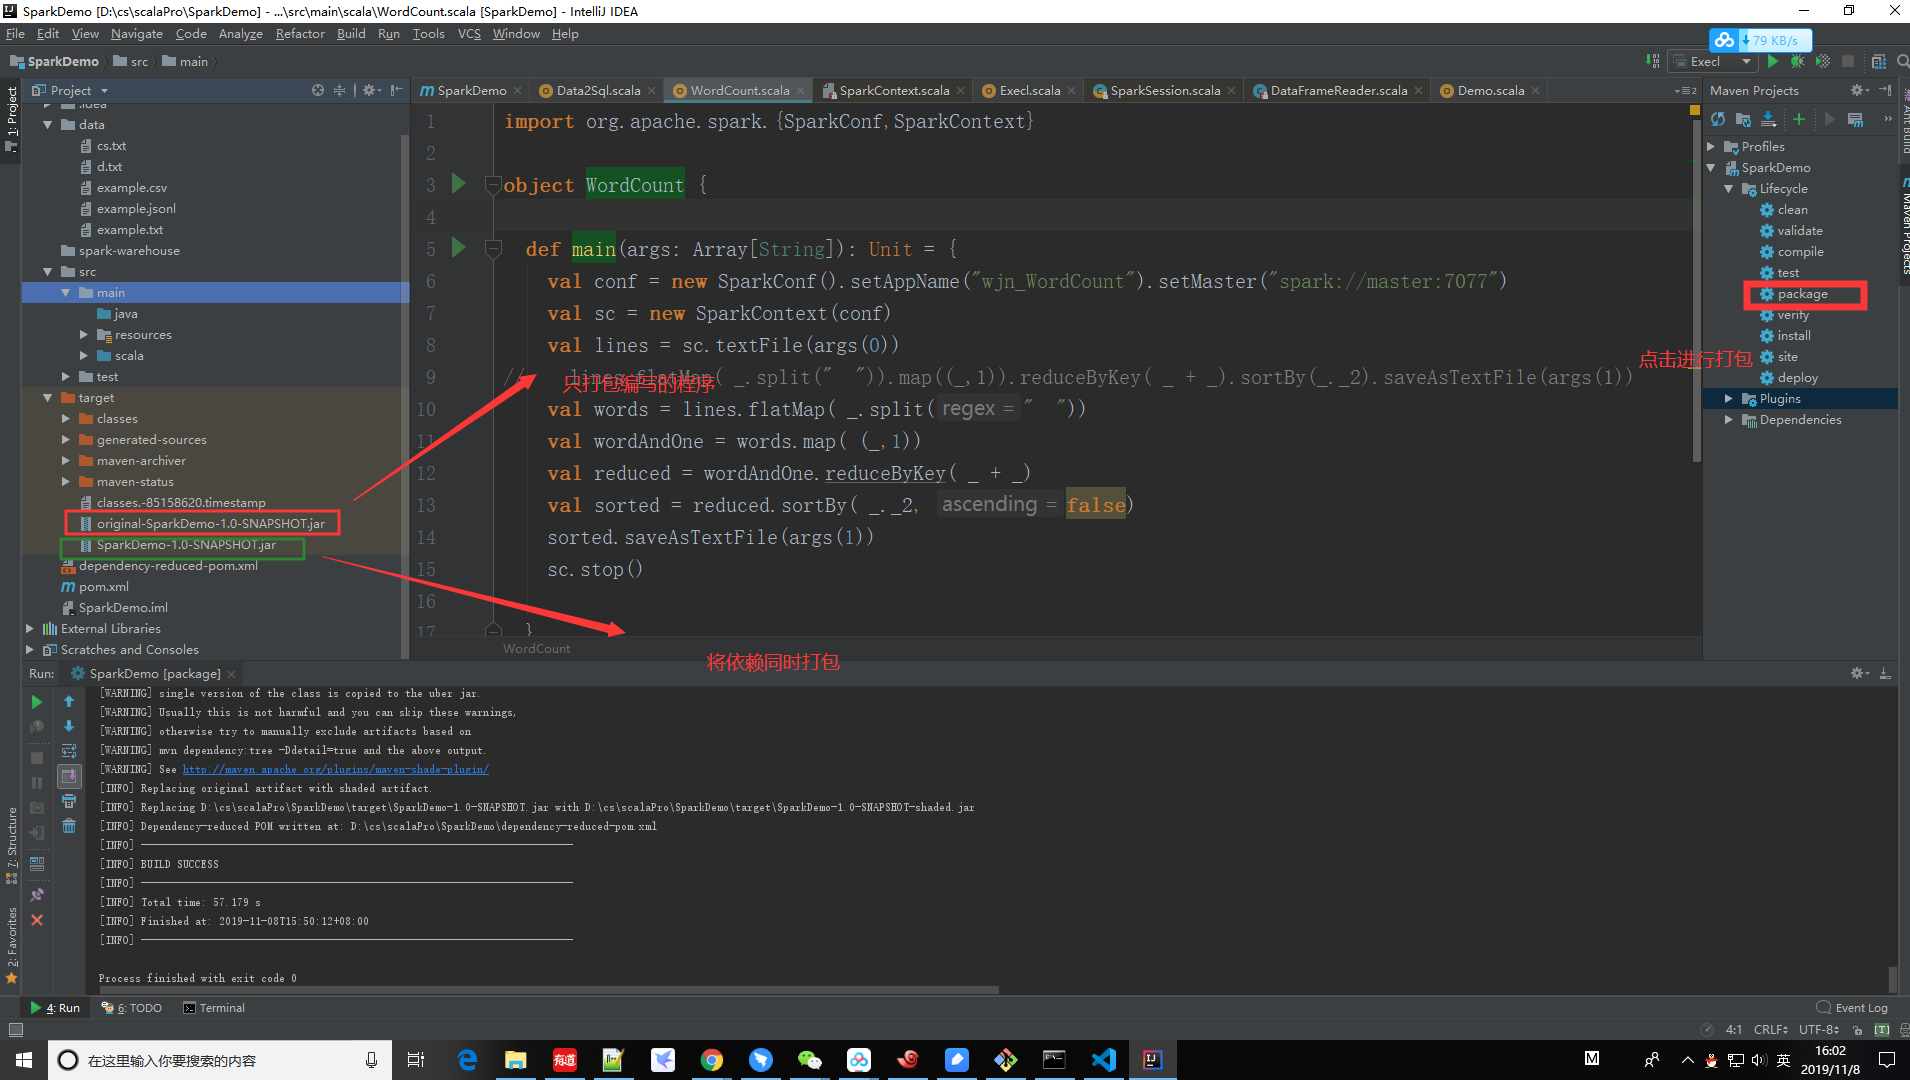 SparkDemo [D:\cs\scalaPro\SparkDemo] - ...\src\main\scala\WordCount.scala [SparkDemo] - IntelliJ IDEA
File Edit View Navigate Code Analyze Refactor Build Run Tools VCS Window Help
79 KB/s
SparkDemo src main
Execl
Project
SparkDemo Data2Sql.scala WordCount.scala SparkContext.scala Execl.scala SparkSession.scala DataFrameReader.scala Demo.scala
2
Maven Projects
1: Project
.idea
data
cs.txt
d.txt
example.csv
example.jsonl
example.txt
spark-warehouse
src
main
java
resources
scala
test
target
classes
generated-sources
maven-archiver
maven-status
classes.-85158620.timestamp
original-SparkDemo-1.0-SNAPSHOT.jar
SparkDemo-1.0-SNAPSHOT.jar
dependency-reduced-pom.xml
pom.xml
SparkDemo.iml
External Libraries
Scratches and Consoles
1 import org.apache.spark.{SparkConf,SparkContext}
2
3 object WordCount {
4
5 def main(args: Array[String]): Unit = {
6 val conf = new SparkConf().setAppName("wjn_WordCount").setMaster("spark://master:7077")
7 val sc = new SparkContext(conf)
8 val lines = sc.textFile(args(0))
9 // lines.flatMap( _.split(" ")).map((_,1)).reduceByKey( _ + _).sortBy(_._2).saveAsTextFile(args(1))
只打包编写的程序
10 val words = lines.flatMap( _.split( regex = " "))
11 val wordAndOne = words.map( (_,1))
12 val reduced = wordAndOne.reduceByKey( _ + _)
13 val sorted = reduced.sortBy( _._2, ascending = false)
14 sorted.saveAsTextFile(args(1))
15 sc.stop()
16
17 }
WordCount
将依赖同时打包
Profiles
SparkDemo
Lifecycle
clean
validate
compile
test
package
verify
install
点击进行打包
site
deploy
Plugins
Dependencies
Ant Build
Maven Projects
Run: SparkDemo [package]
[WARNING] single version of the class is copied to the uber jar.
[WARNING] Usually this is not harmful and you can skip these warnings,
[WARNING] otherwise try to manually exclude artifacts based on
[WARNING] mvn dependency:tree -Ddetail=true and the above output.
[WARNING] See http://maven.apache.org/plugins/maven-shade-plugin/
[INFO] Replacing original artifact with shaded artifact.
[INFO] Replacing D:\cs\scalaPro\SparkDemo\target\SparkDemo-1.0-SNAPSHOT.jar with D:\cs\scalaPro\SparkDemo\target\SparkDemo-1.0-SNAPSHOT-shaded.jar
[INFO] Dependency-reduced POM written at: D:\cs\scalaPro\SparkDemo\dependency-reduced-pom.xml
[INFO] ------------------------------------------------------------------------
[INFO] BUILD SUCCESS
[INFO] ------------------------------------------------------------------------
[INFO] Total time: 57.179 s
[INFO] Finished at: 2019-11-08T15:50:12+08:00
[INFO] ------------------------------------------------------------------------
Process finished with exit code 0
7: Structure
2: Favorites
4: Run 6: TODO Terminal
Event Log
4:1 CRLF UTF-8 [T]
在这里输入你要搜索的内容
有道
M
英
16:02
2019/11/8